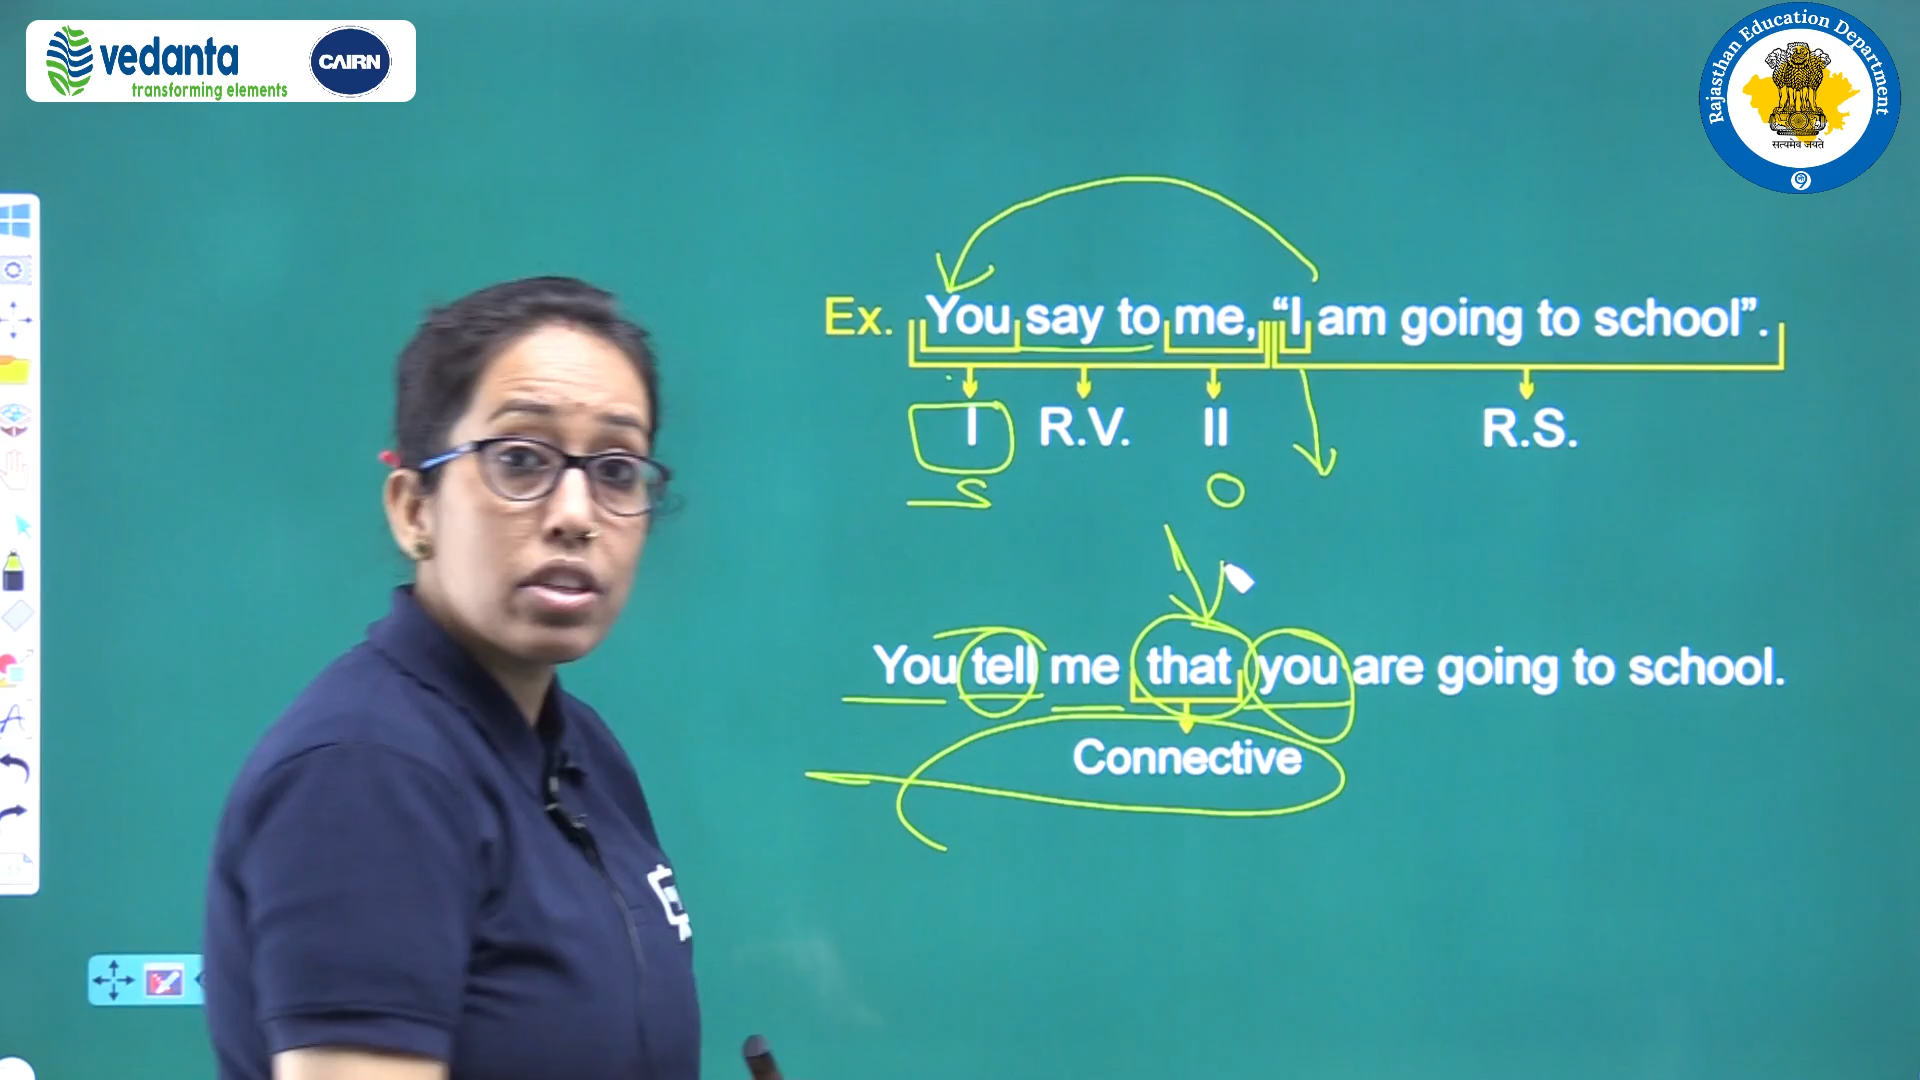 vedanta
transforming elements
CAIRN
Rajasthan Education Department
सत्यमेव जयते
Ex. You say to me, “I am going to school”.
I R.V. II R.S.
S O
You tell me that you are going to school.
Connective